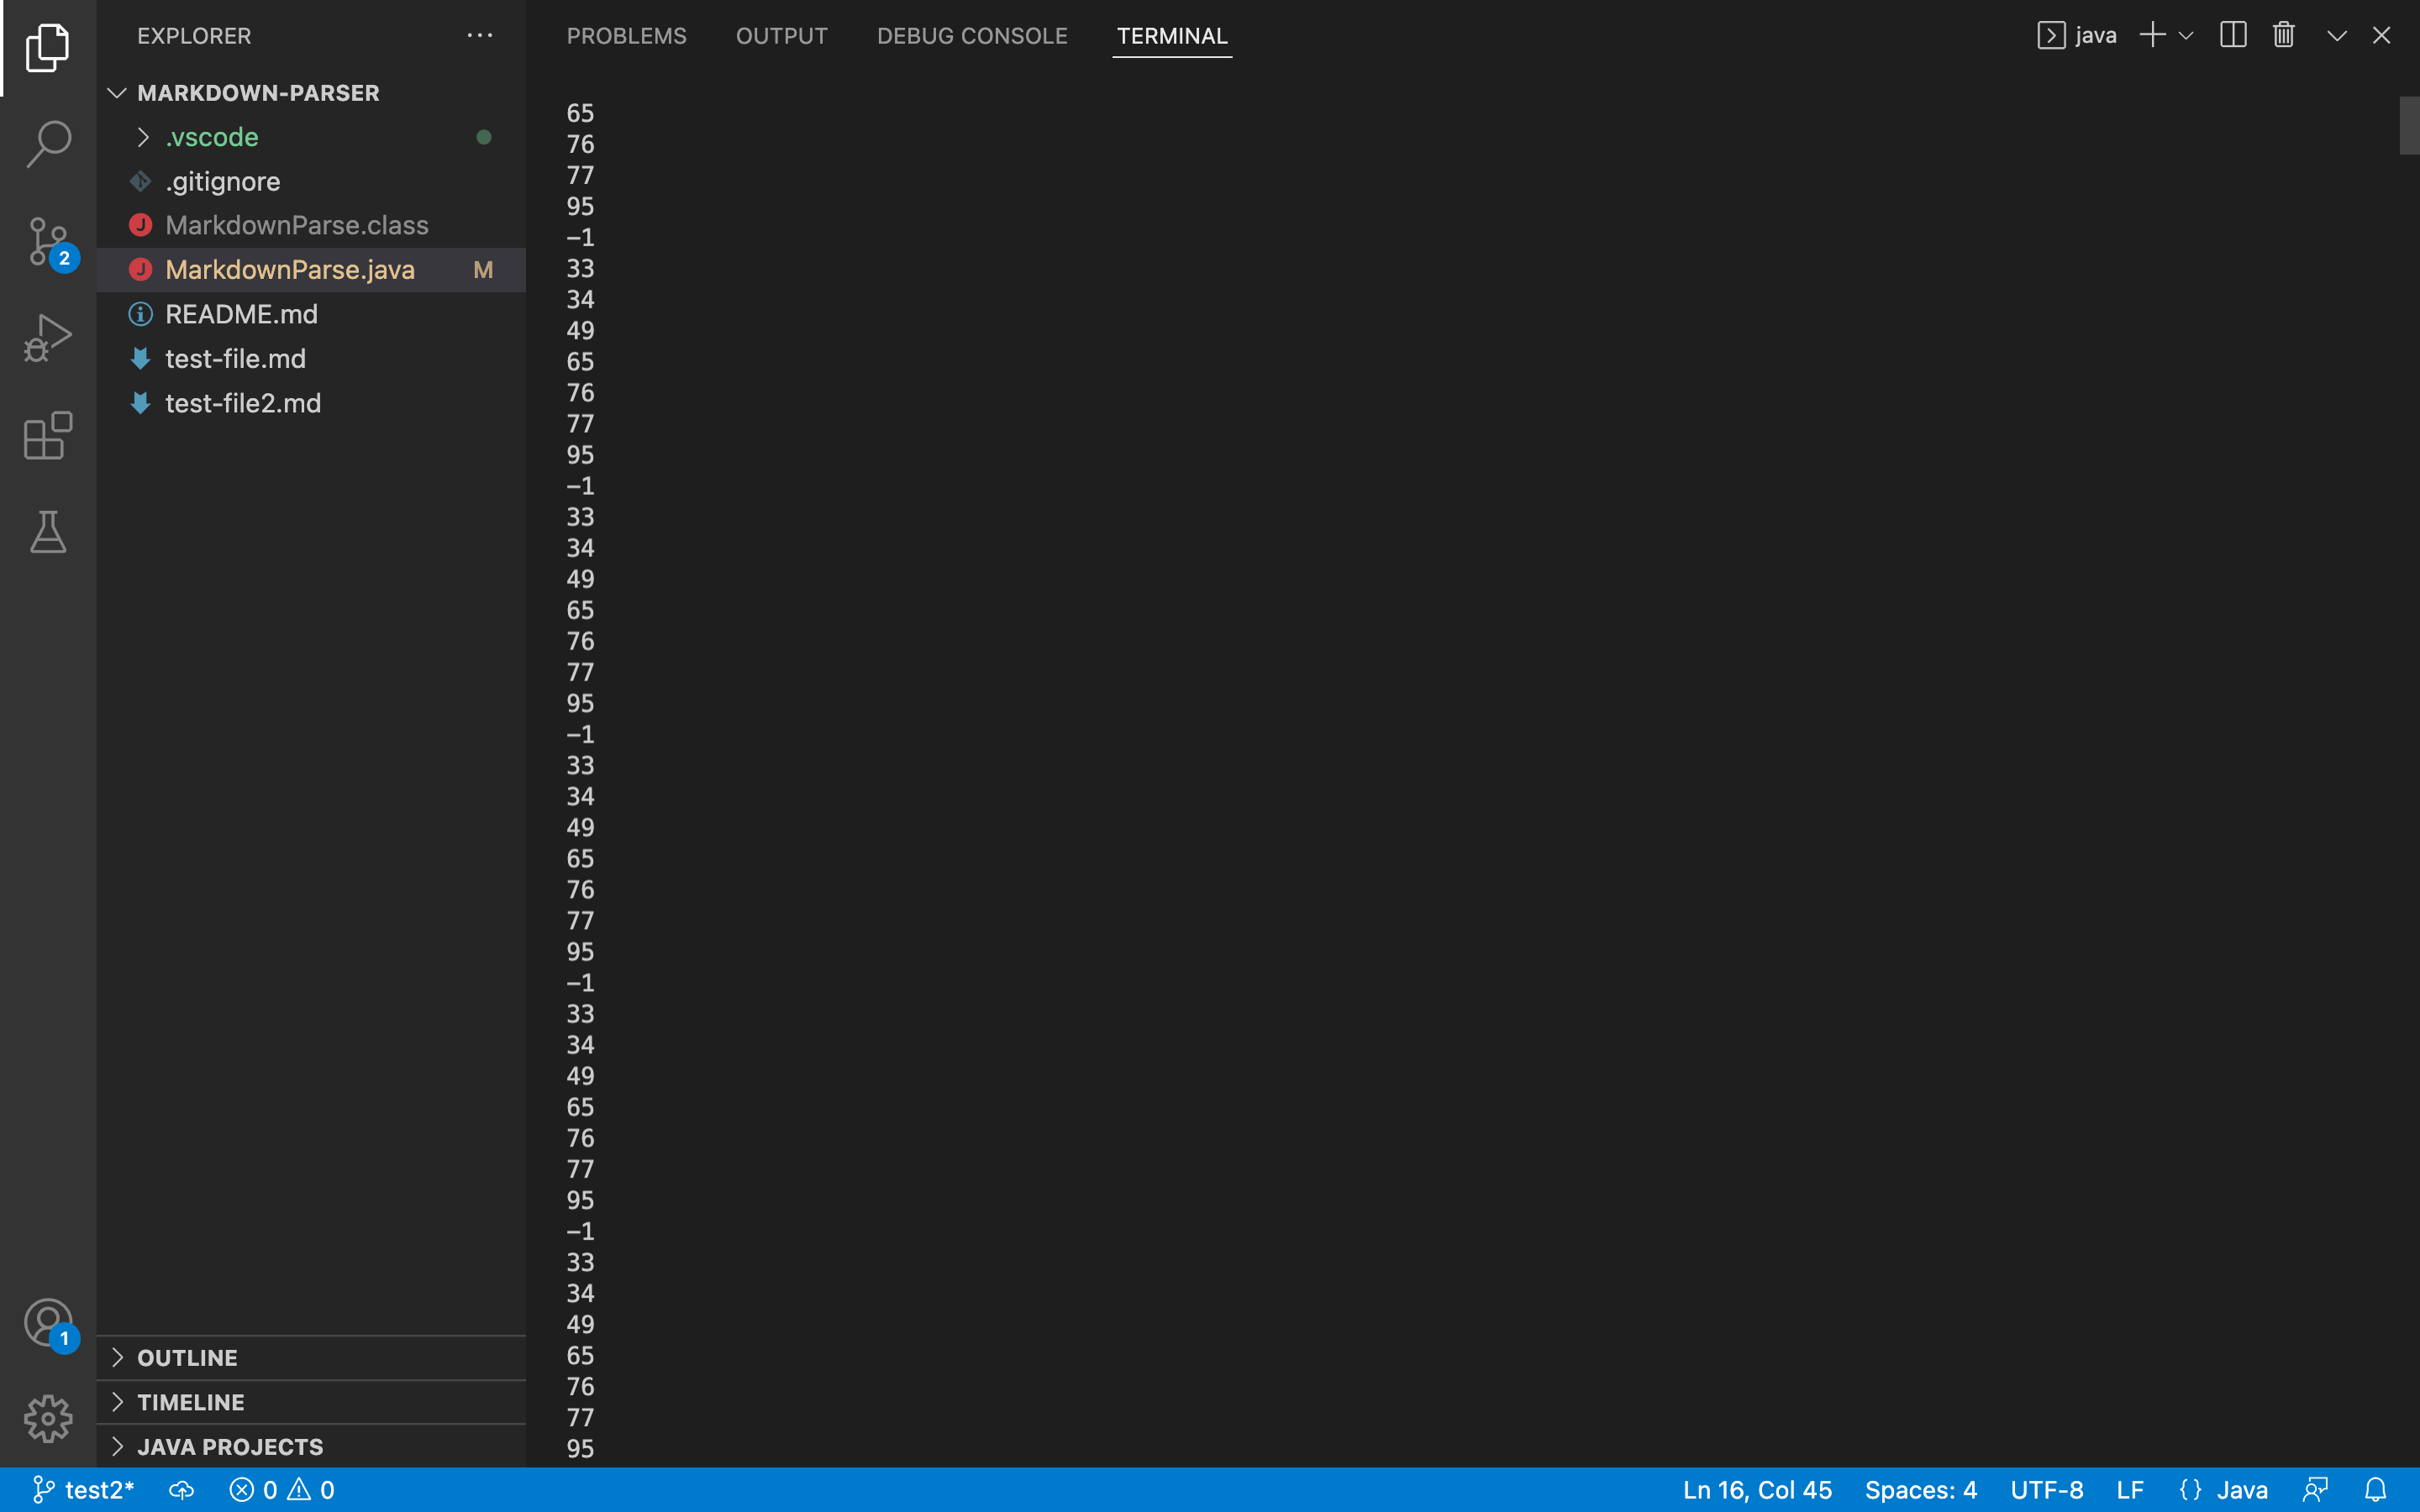 EXPLORER
MARKDOWN-PARSER
.vscode
.gitignore
MarkdownParse.class
MarkdownParse.java M
README.md
test-file.md
test-file2.md
2
1
OUTLINE
TIMELINE
JAVA PROJECTS
PROBLEMS OUTPUT DEBUG CONSOLE TERMINAL
java
65
76
77
95
-1
33
34
49
65
76
77
95
-1
33
34
49
65
76
77
95
-1
33
34
49
65
76
77
95
-1
33
34
49
65
76
77
95
-1
33
34
49
65
76
77
95
test2* 0 0
Ln 16, Col 45 Spaces: 4 UTF-8 LF {} Java